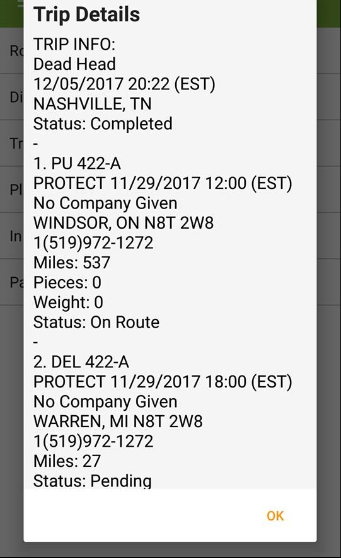 Trip Details
TRIP INFO:
Dead Head
12/05/2017 20:22 (EST)
NASHVILLE, TN
Status: Completed
-
1. PU 422-A
PROTECT 11/29/2017 12:00 (EST)
No Company Given
WINDSOR, ON N8T 2W8
1(519)972-1272
Miles: 537
Pieces: 0
Weight: 0
Status: On Route
-
2. DEL 422-A
PROTECT 11/29/2017 18:00 (EST)
No Company Given
WARREN, MI N8T 2W8
1(519)972-1272
Miles: 27
Status: Pending
OK
Ro
Di
Tr
Pl
In
Pa